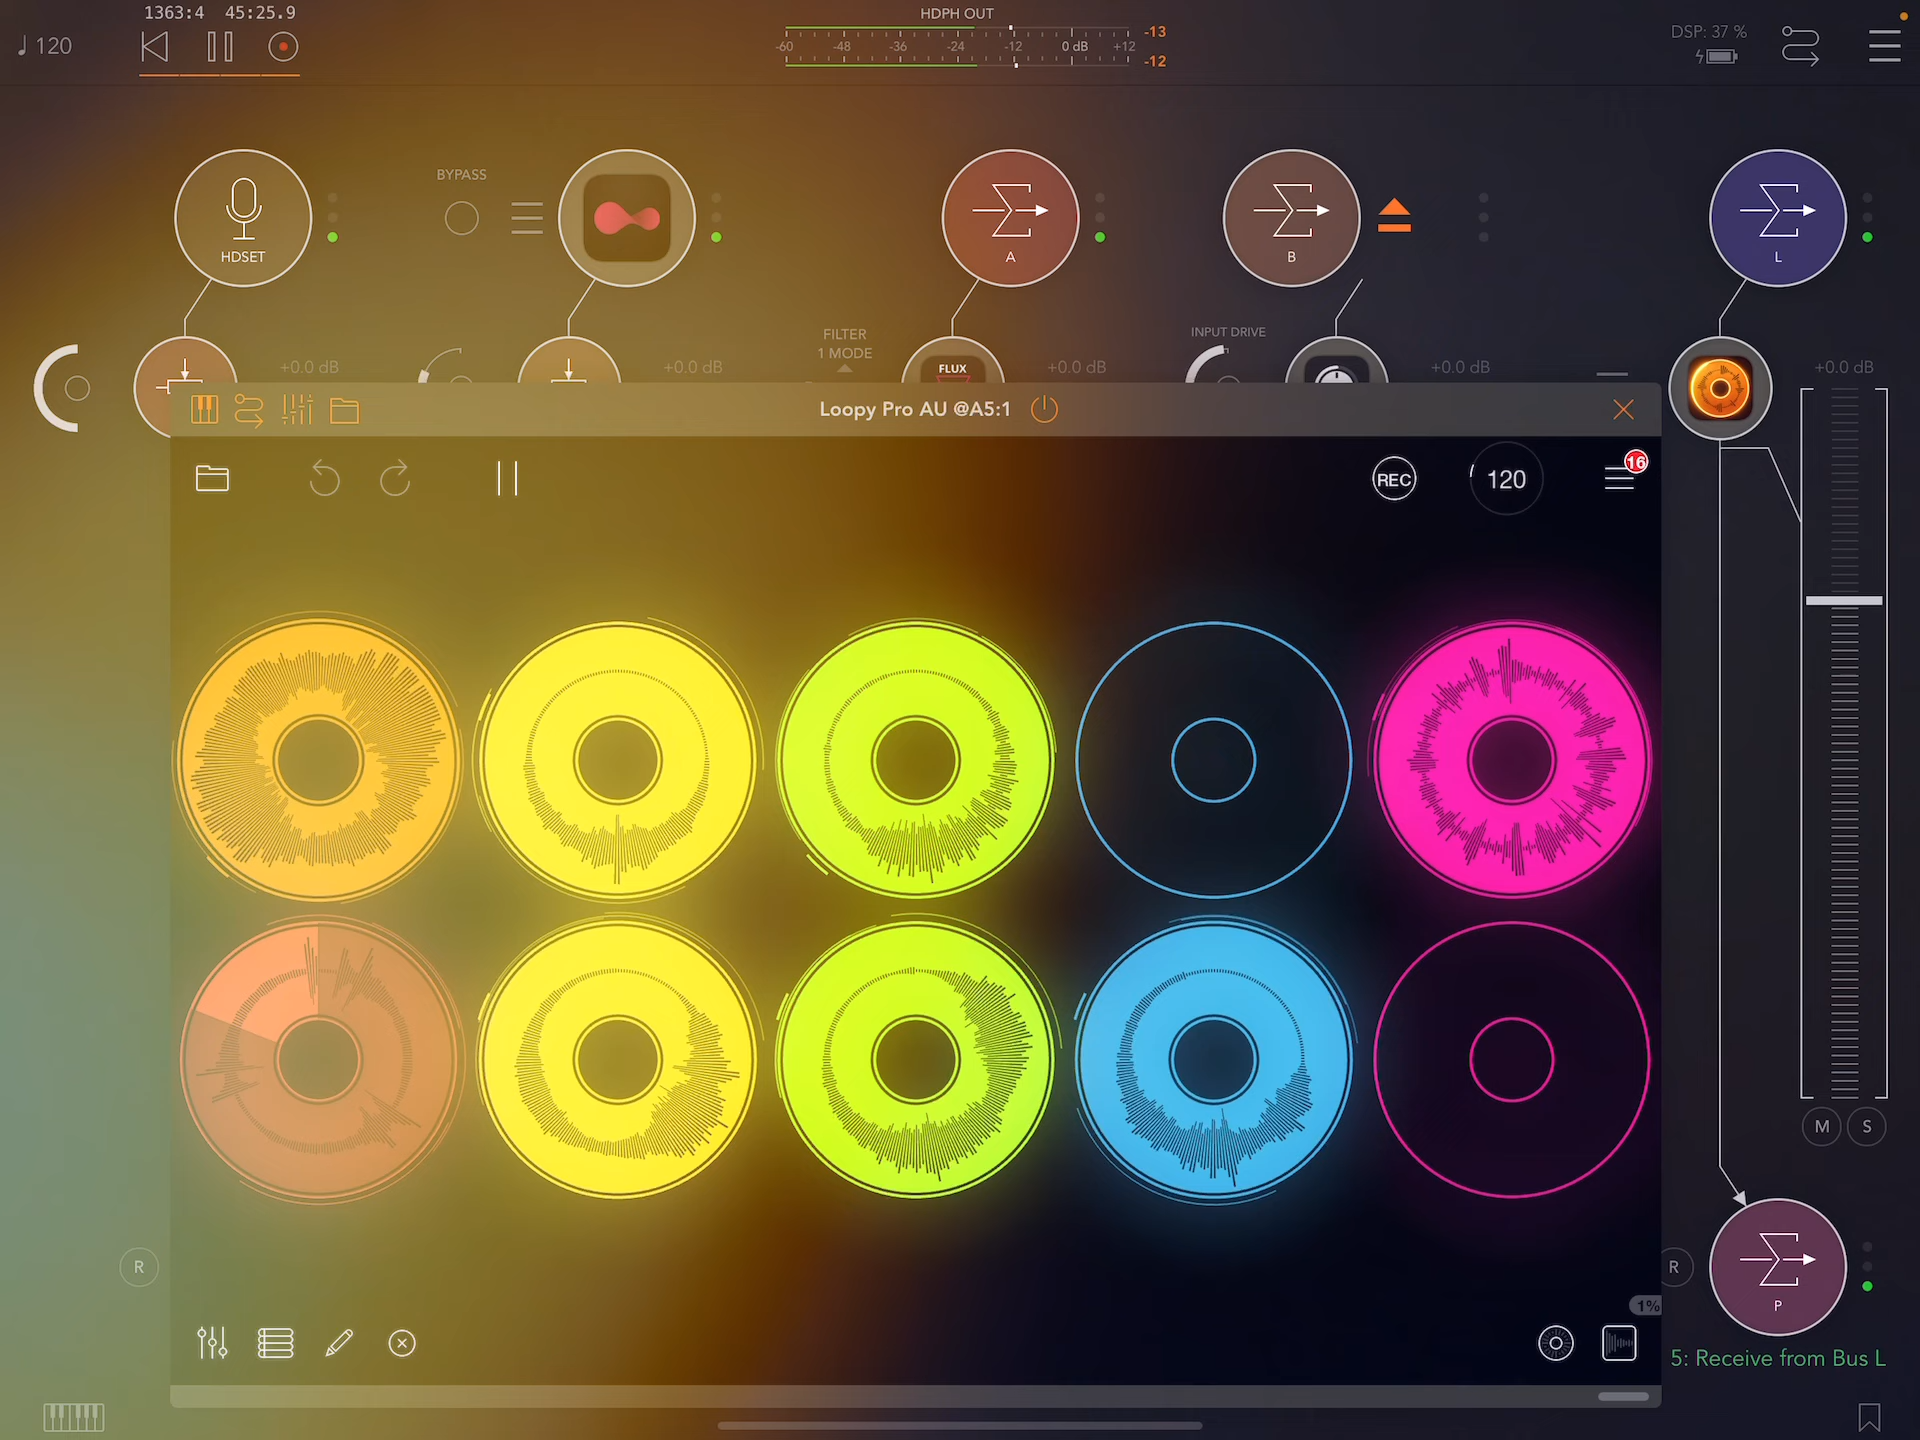 1363:4 45:25.9
♩120
HDPH OUT
-60 -48 -36 -24 -12 0 dB +12
-13
-12
DSP: 37 %
HDSET
BYPASS
A
B
L
+0.0 dB
+0.0 dB
FILTER
1 MODE
FLUX
+0.0 dB
INPUT DRIVE
+0.0 dB
+0.0 dB
Loopy Pro AU @A5:1
REC
120
16
M S
R
R
P
1%
5: Receive from Bus L